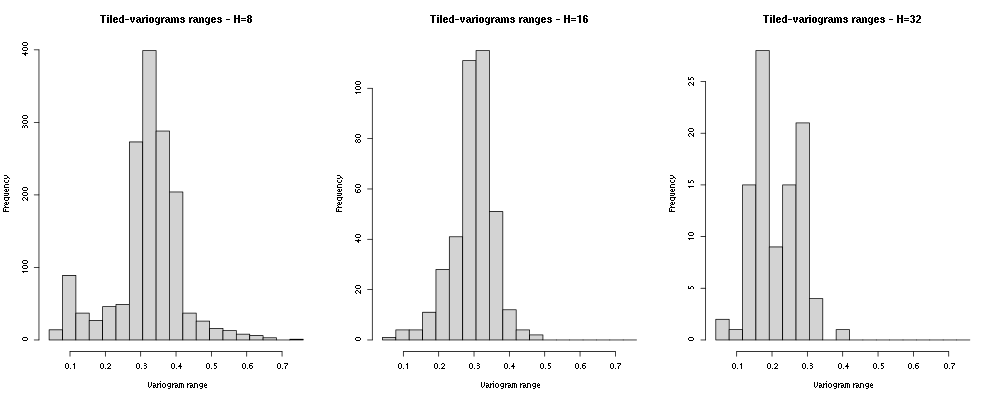 Tiled-variograms ranges - H=8
Frequency
0
100
200
300
400
0.1 0.2 0.3 0.4 0.5 0.6 0.7
Variogram range
Tiled-variograms ranges - H=16
Frequency
0
20
40
60
80
100
0.1 0.2 0.3 0.4 0.5 0.6 0.7
Variogram range
Tiled-variograms ranges - H=32
Frequency
0
5
10
15
20
25
0.1 0.2 0.3 0.4 0.5 0.6 0.7
Variogram range